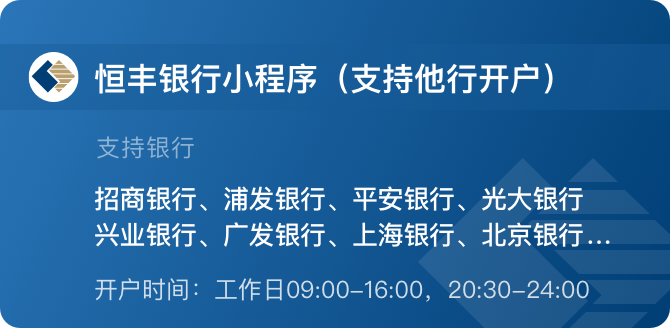 恒丰银行小程序（支持他行开户）
支持银行
招商银行、浦发银行、平安银行、光大银行
兴业银行、广发银行、上海银行、北京银行...
开户时间：工作日09:00-16:00，20:30-24:00